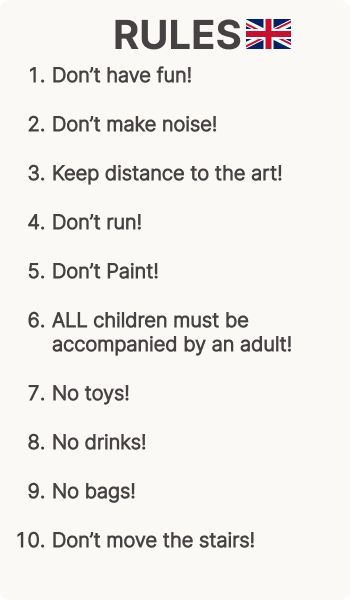 RULES
1. Don’t have fun!
2. Don’t make noise!
3. Keep distance to the art!
4. Don’t run!
5. Don’t Paint!
6. ALL children must be
accompanied by an adult!
7. No toys!
8. No drinks!
9. No bags!
10. Don’t move the stairs!